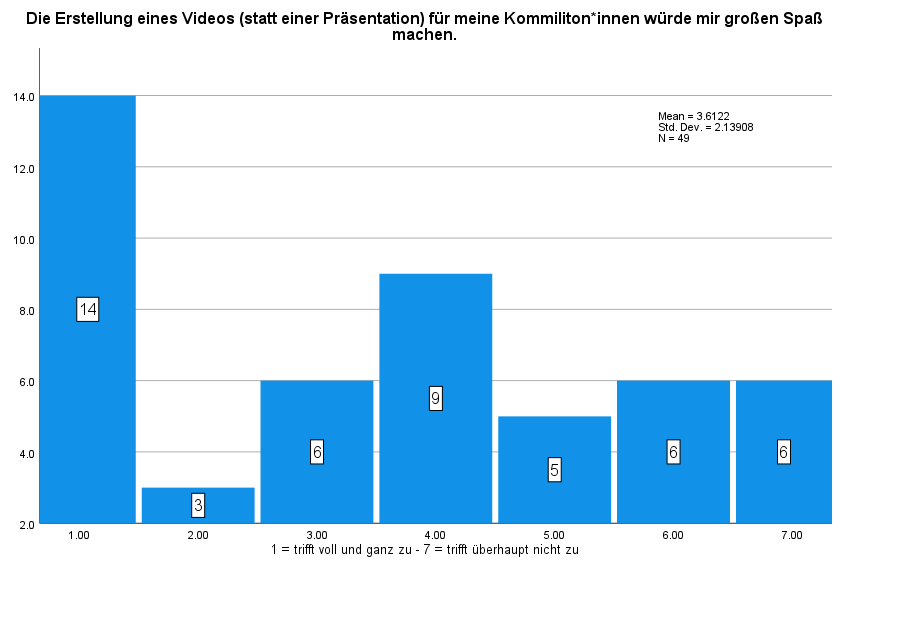 Die Erstellung eines Videos (statt einer Präsentation) für meine Kommiliton*innen würde mir großen Spaß
machen.
14.0
12.0
10.0
8.0
6.0
4.0
2.0
Mean = 3.6122
Std. Dev. = 2.13908
N = 49
14
3
6
9
5
6
6
1.00 2.00 3.00 4.00 5.00 6.00 7.00
1 = trifft voll und ganz zu - 7 = trifft überhaupt nicht zu